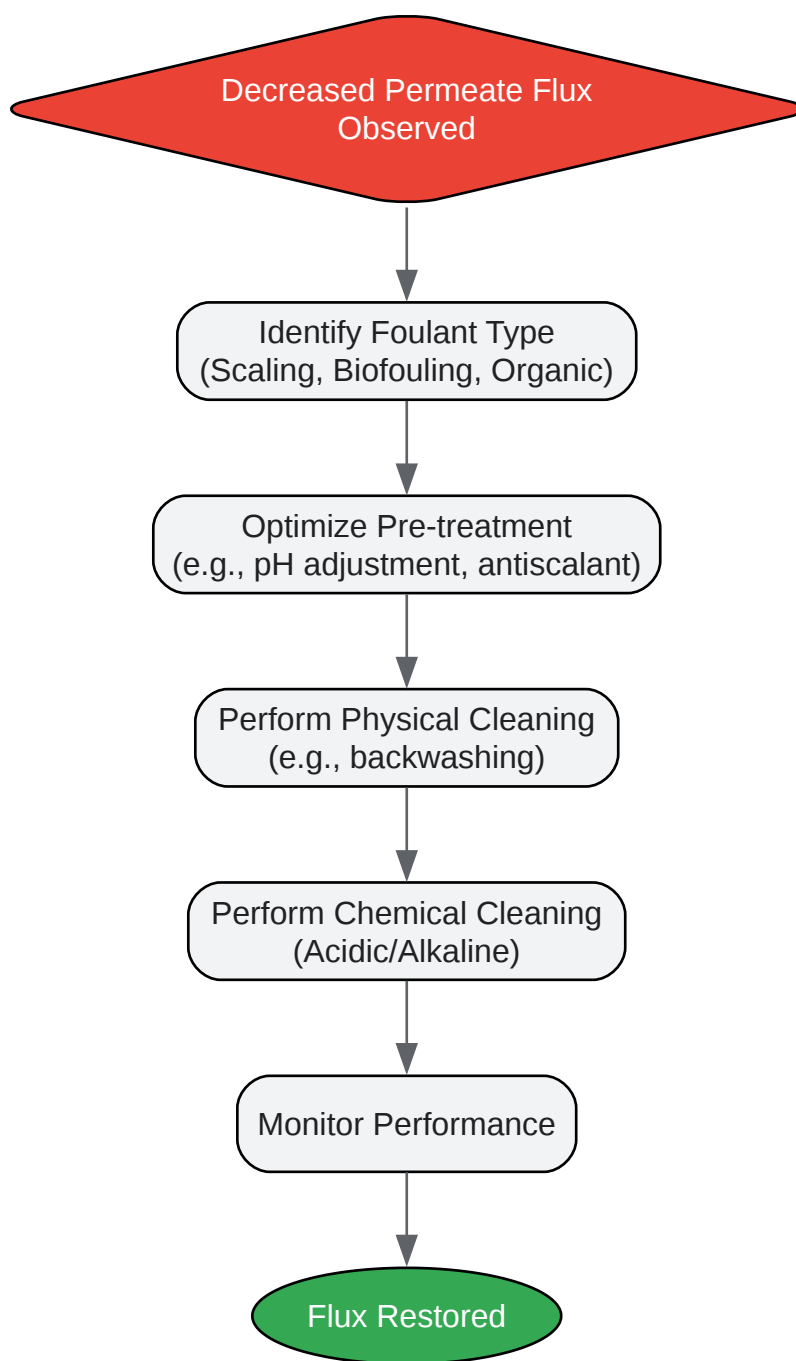 Decreased Permeate Flux
Observed
Identify Foulant Type
(Scaling, Biofouling, Organic)
Optimize Pre-treatment
(e.g., pH adjustment, antiscalant)
Perform Physical Cleaning
(e.g., backwashing)
Perform Chemical Cleaning
(Acidic/Alkaline)
Monitor Performance
Flux Restored